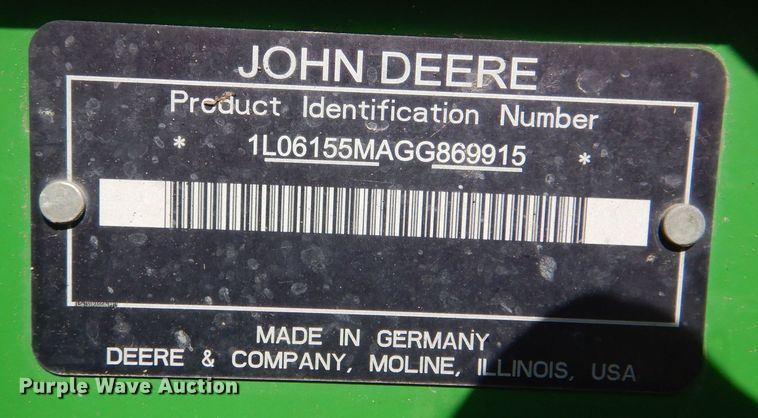 JOHN DEERE
Product Identification Number
* 1L06155MAGG869915 *
MADE IN GERMANY
DEERE & COMPANY, MOLINE, ILLINOIS, USA
Purple Wave Auction